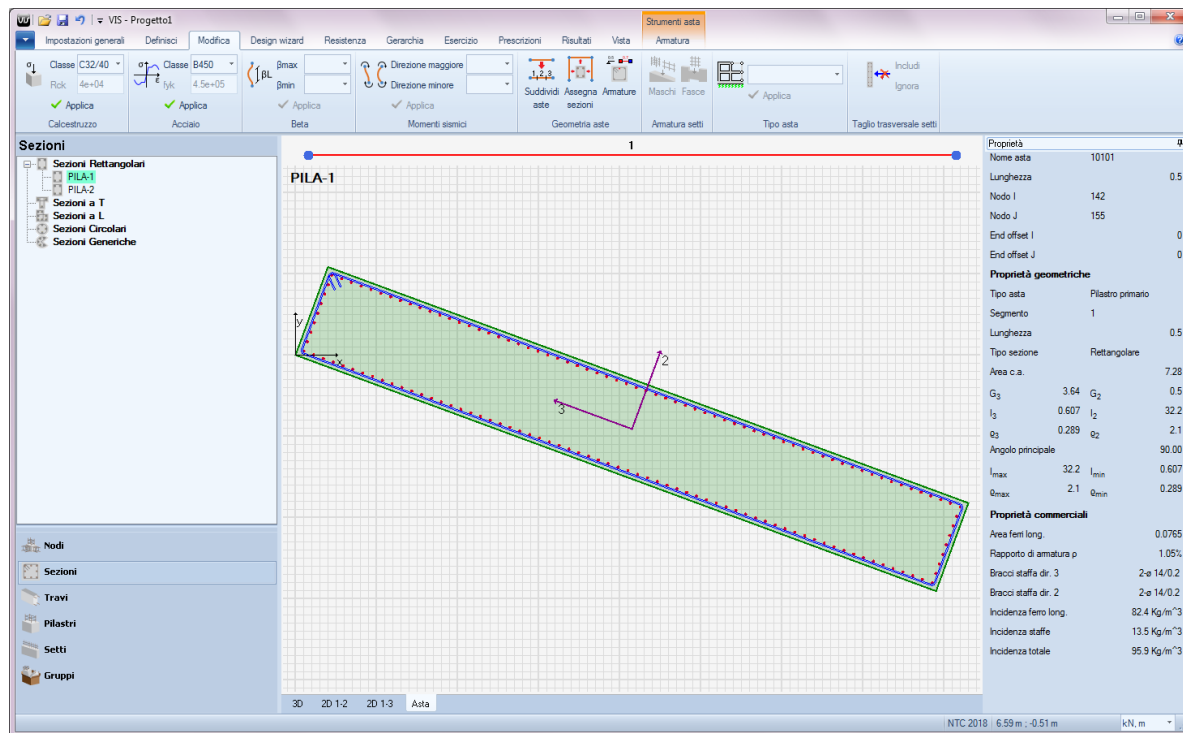 VIS - Progetto1
Strumenti asta
Impostazioni generali Definisci Modifica Design wizard Resistenza Gerarchia Esercizio Prescrizioni Risultati Vista Armatura
Classe C32/40 Classe B450 βmax Direzione maggiore Includi
Rck 4e+04 fyk 4.5e+05 βL βmin Direzione minore Suddividi aste Assegna sezioni Armature Maschi Fasce Applica Ignora
Applica Applica Applica Applica
Calcestruzzo Acciaio Beta Momenti sismici Geometria aste Armatura setti Tipo asta Taglio trasversale setti
Sezioni
Sezioni Rettangolari
PILA-1
PILA-2
Sezioni a T
Sezioni a L
Sezioni Circolari
Sezioni Generiche
Nodi
Sezioni
Travi
Pilastri
Setti
Gruppi
1
PILA-1
y
x
2
3
3D 2D 1-2 2D 1-3 Asta
Proprietà
Nome asta 10101
Lunghezza 0.5
Nodo I 142
Nodo J 155
End offset I 0
End offset J 0
Proprietà geometriche
Tipo asta Pilastro primario
Segmento 1
Lunghezza 0.5
Tipo sezione Rettangolare
Area c.a. 7.28
G3 3.64 G2 0.5
I3 0.607 I2 32.2
ϱ3 0.289 ϱ2 2.1
Angolo principale 90.00
Imax 32.2 Imin 0.607
ϱmax 2.1 ϱmin 0.289
Proprietà commerciali
Area ferri long. 0.0765
Rapporto di armatura ρ 1.05%
Bracci staffa dir. 3 2-ø 14/0.2
Bracci staffa dir. 2 2-ø 14/0.2
Incidenza ferro long. 82.4 Kg/m^3
Incidenza staffe 13.5 Kg/m^3
Incidenza totale 95.9 Kg/m^3
NTC 2018 6.59 m ; -0.51 m kN, m